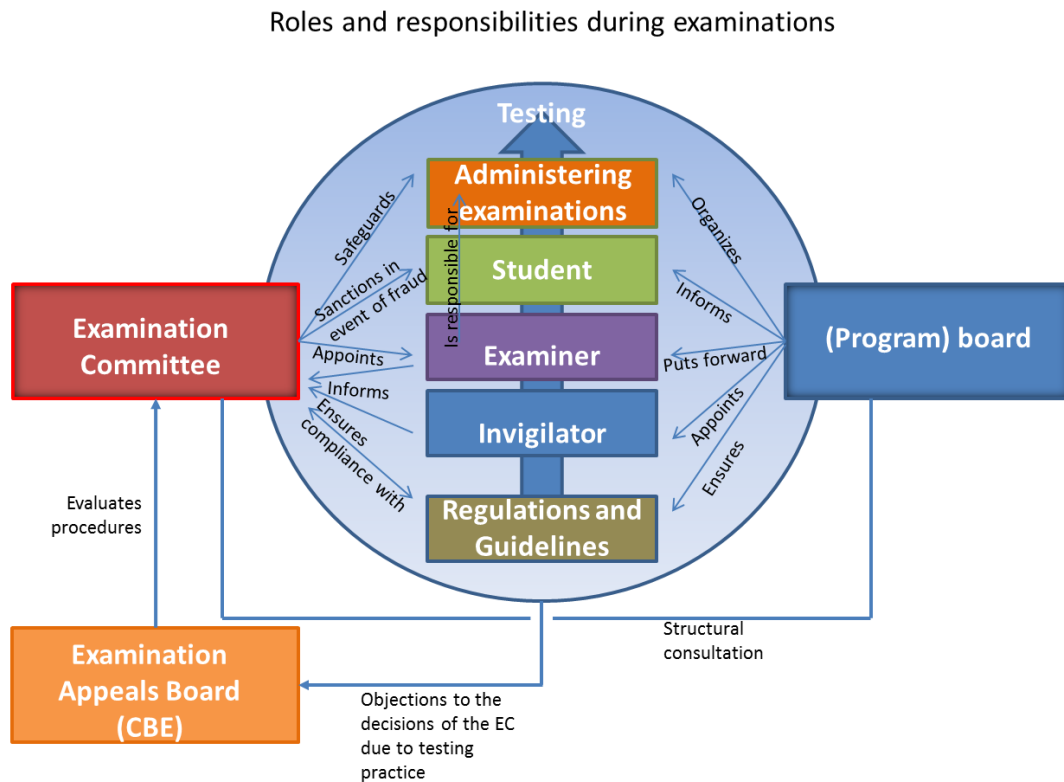 Roles and responsibilities during examinations
Testing
Administering
examinations
Safeguards
Is responsible for
Organizes
Student
Sanctions in
event of fraud
Informs
Examination
Committee
Appoints
Examiner
Puts forward
(Program) board
Informs
Invigilator
Appoints
Ensures
compliance with
Ensures
Regulations and
Guidelines
Evaluates
procedures
Structural
consultation
Examination
Appeals Board
(CBE)
Objections to the
decisions of the EC
due to testing
practice